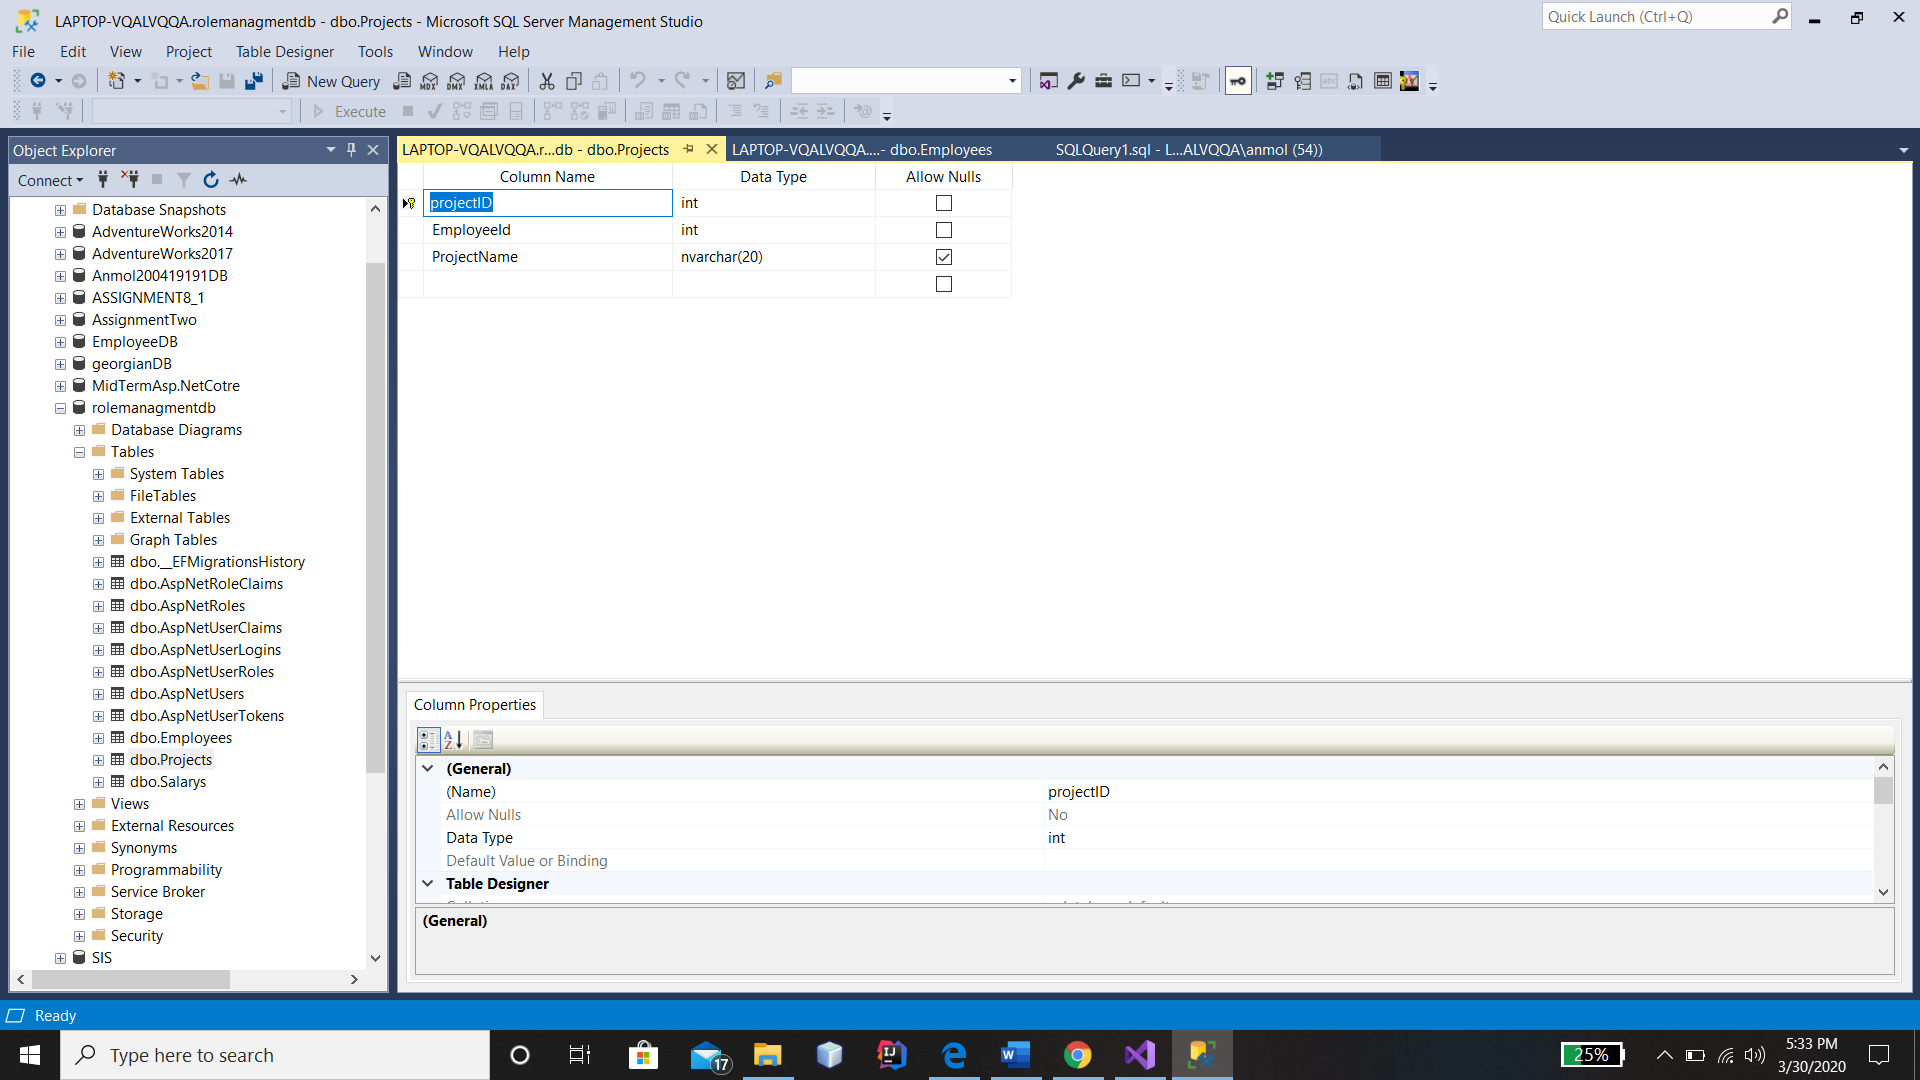 LAPTOP-VQALVQQA.rolemanagmentdb - dbo.Projects - Microsoft SQL Server Management Studio
Quick Launch (Ctrl+Q)
File Edit View Project Table Designer Tools Window Help
New Query MDX DMX XMLA DAX
Execute
Object Explorer
LAPTOP-VQALVQQA.r...db - dbo.Projects
LAPTOP-VQALVQQA....- dbo.Employees
SQLQuery1.sql - L...ALVQQA\anmol (54))
Connect
Database Snapshots
AdventureWorks2014
AdventureWorks2017
Anmol200419191DB
ASSIGNMENT8_1
AssignmentTwo
EmployeeDB
georgianDB
MidTermAsp.NetCotre
rolemanagmentdb
Database Diagrams
Tables
System Tables
FileTables
External Tables
Graph Tables
dbo.__EFMigrationsHistory
dbo.AspNetRoleClaims
dbo.AspNetRoles
dbo.AspNetUserClaims
dbo.AspNetUserLogins
dbo.AspNetUserRoles
dbo.AspNetUsers
dbo.AspNetUserTokens
dbo.Employees
dbo.Projects
dbo.Salarys
Views
External Resources
Synonyms
Programmability
Service Broker
Storage
Security
SIS
Column Name Data Type Allow Nulls
projectID int
EmployeeId int
ProjectName nvarchar(20)
Column Properties
(General)
(Name) projectID
Allow Nulls No
Data Type int
Default Value or Binding
Table Designer
(General)
Ready
Type here to search
17
25%
5:33 PM
3/30/2020